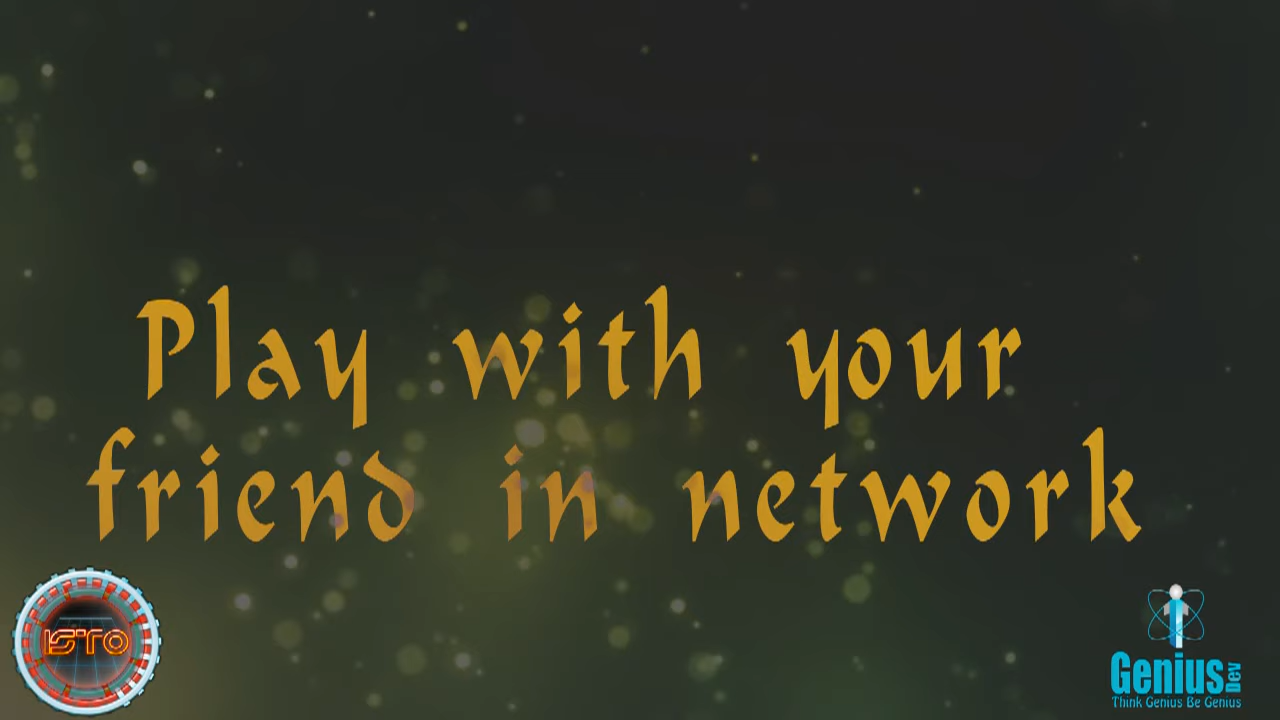 Play with your
friend in network
ISTO
Genius Dev
Think Genius Be Genius